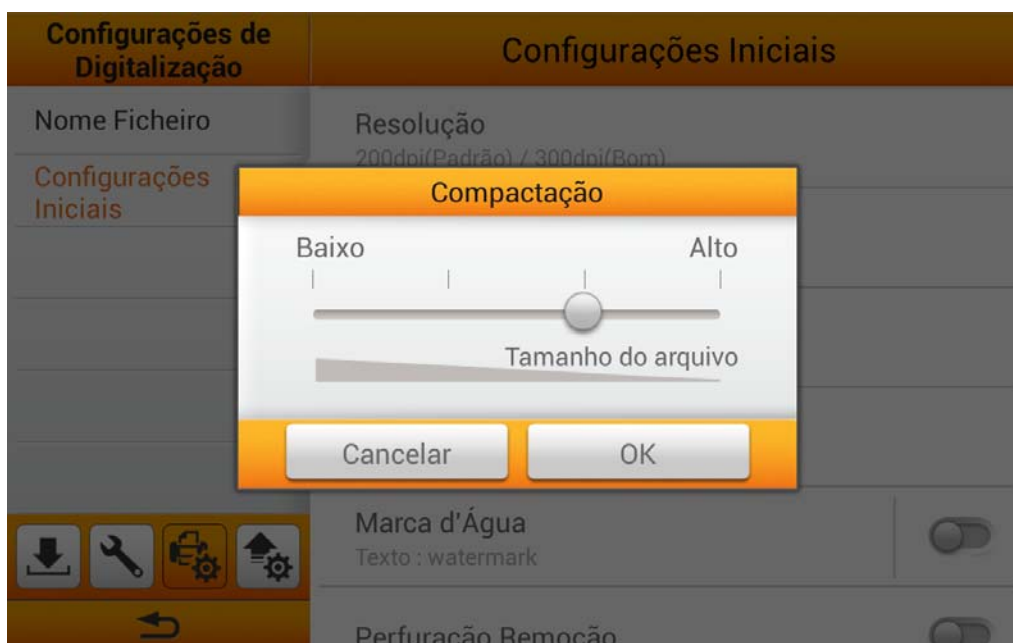 Configurações de
Digitalização
Configurações Iniciais
Nome Ficheiro
Configurações
Iniciais
Resolução
200dpi(Padrão) / 300dpi(Bom)
Compactação
Baixo
Alto
Tamanho do arquivo
Cancelar
OK
Marca d'Água
Texto : watermark
Perfuração Remoção